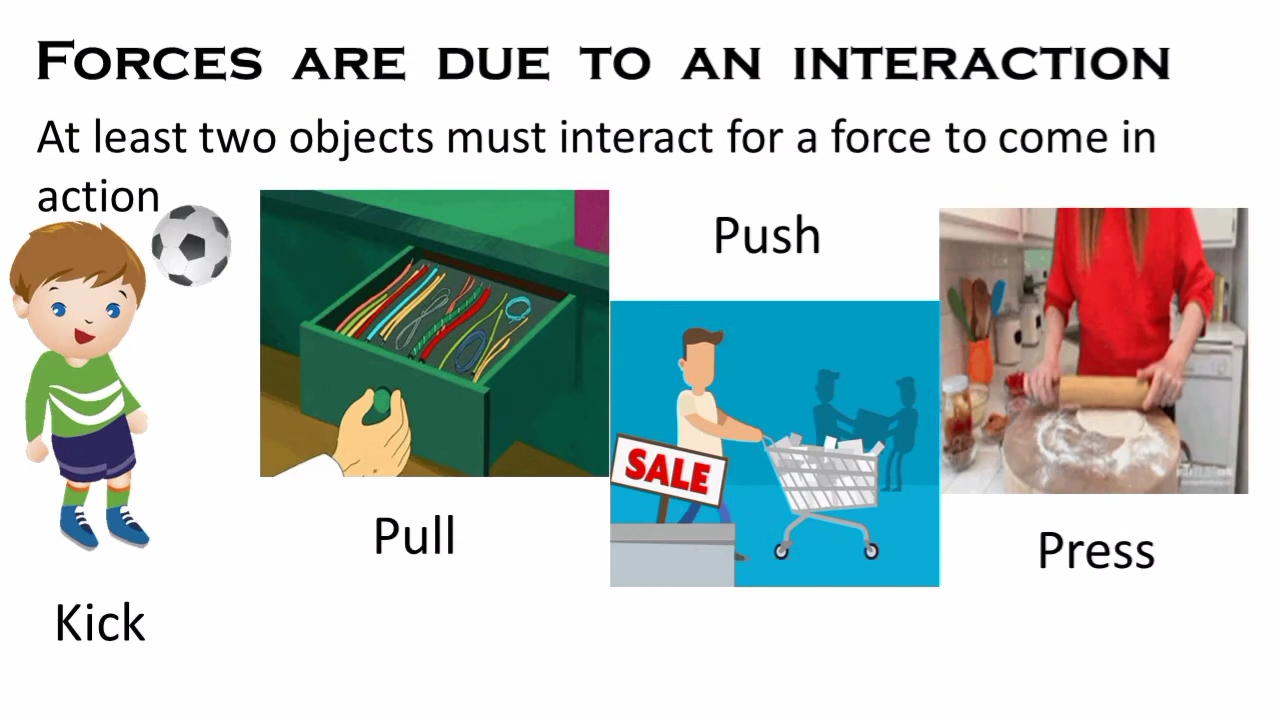 FORCES ARE DUE TO AN INTERACTION
At least two objects must interact for a force to come in
action
Push
SALE
Pull
Press
Kick